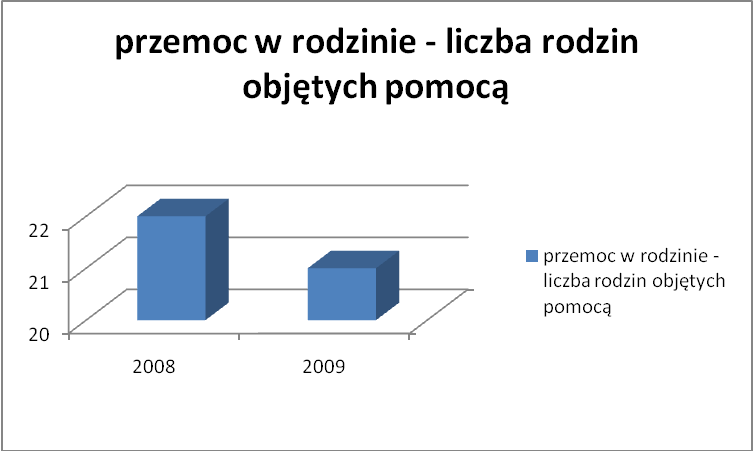 przemoc w rodzinie - liczba rodzin
objętych pomocą
22
21
20
2008
2009
przemoc w rodzinie -
liczba rodzin objętych
pomocą